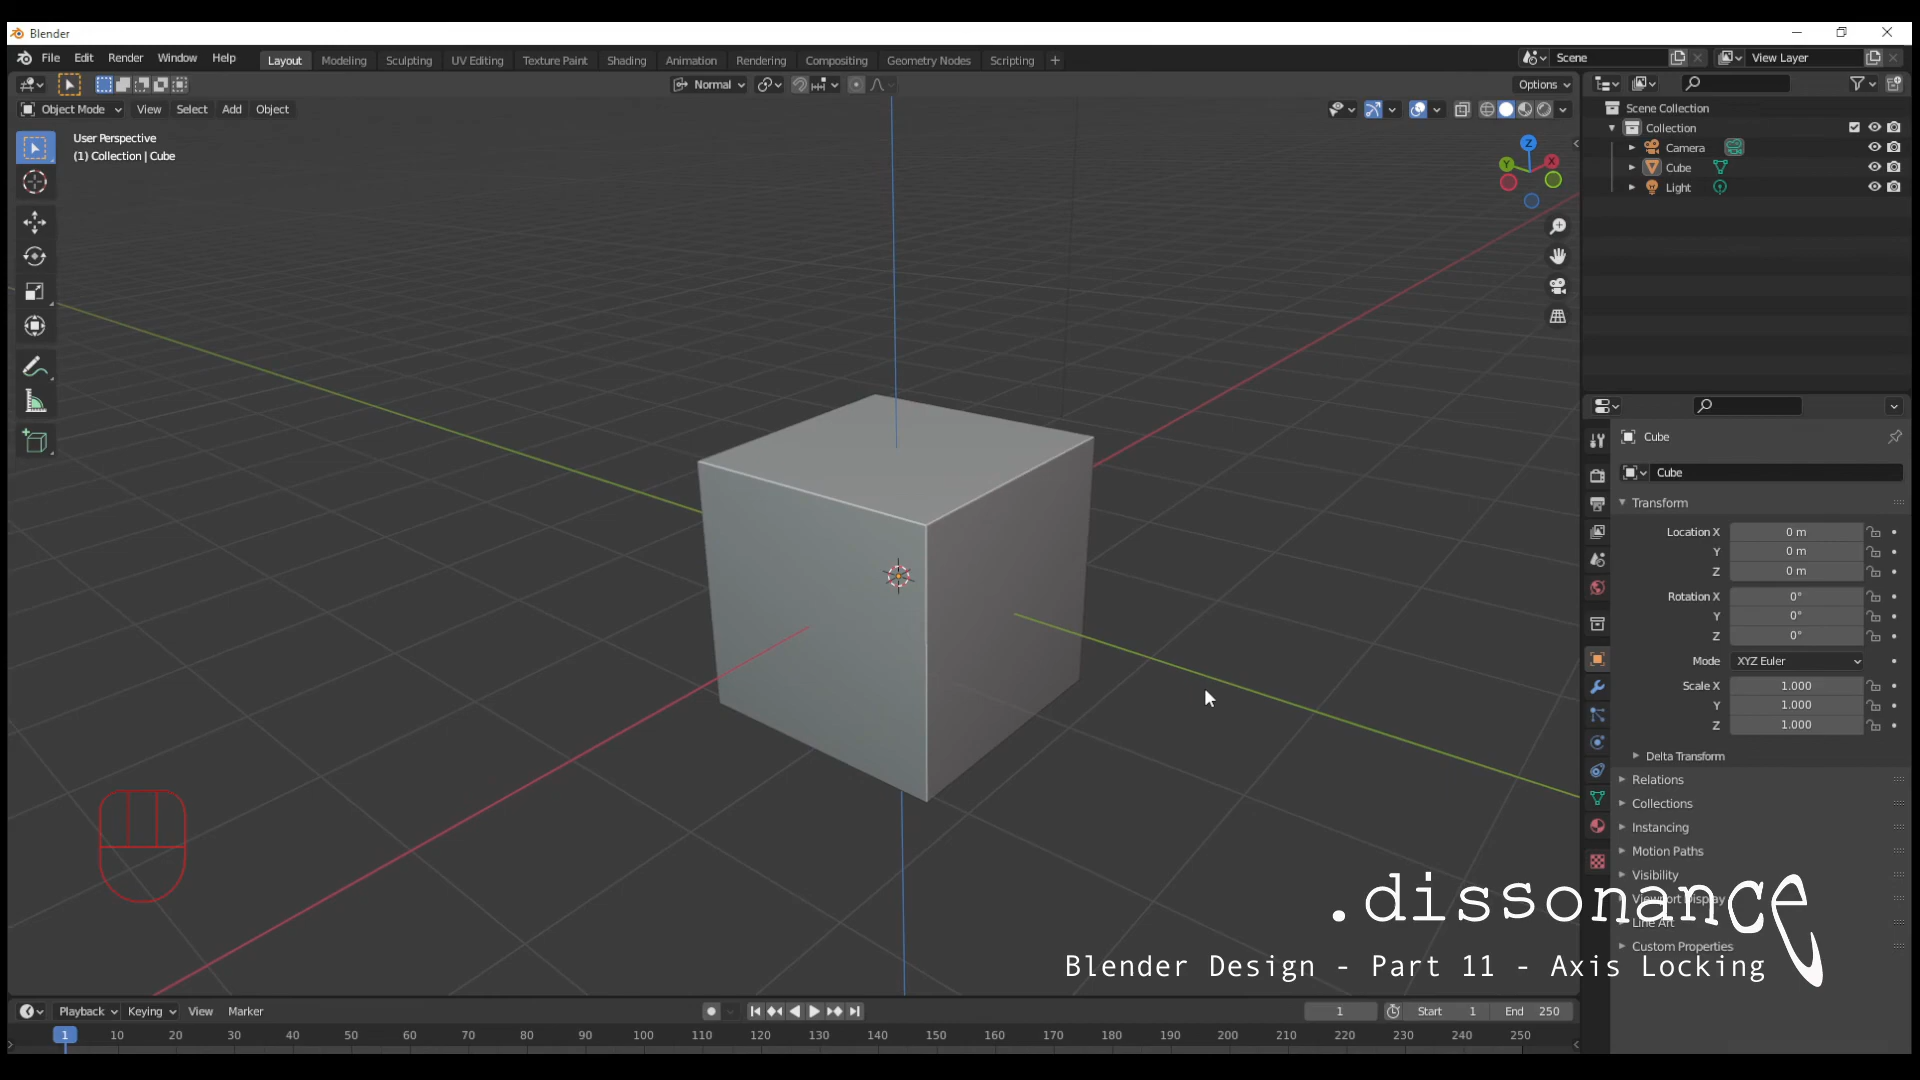 Blender
File Edit Render Window Help
Layout Modeling Sculpting UV Editing Texture Paint Shading Animation Rendering Compositing Geometry Nodes Scripting +
Scene
View Layer
Normal
Options
Object Mode View Select Add Object
User Perspective
(1) Collection | Cube
Z
X
Y
Scene Collection
Collection
Camera
Cube
Light
Cube
Cube
Transform
Location X 0 m
Y 0 m
Z 0 m
Rotation X 0°
Y 0°
Z 0°
Mode XYZ Euler
Scale X 1.000
Y 1.000
Z 1.000
Delta Transform
Relations
Collections
Instancing
Motion Paths
Visibility
Viewport Display
Line Art
Custom Properties
.dissonance
Blender Design - Part 11 - Axis Locking
Playback Keying View Marker
1 Start 1 End 250
1 10 20 30 40 50 60 70 80 90 100 110 120 130 140 150 160 170 180 190 200 210 220 230 240 250